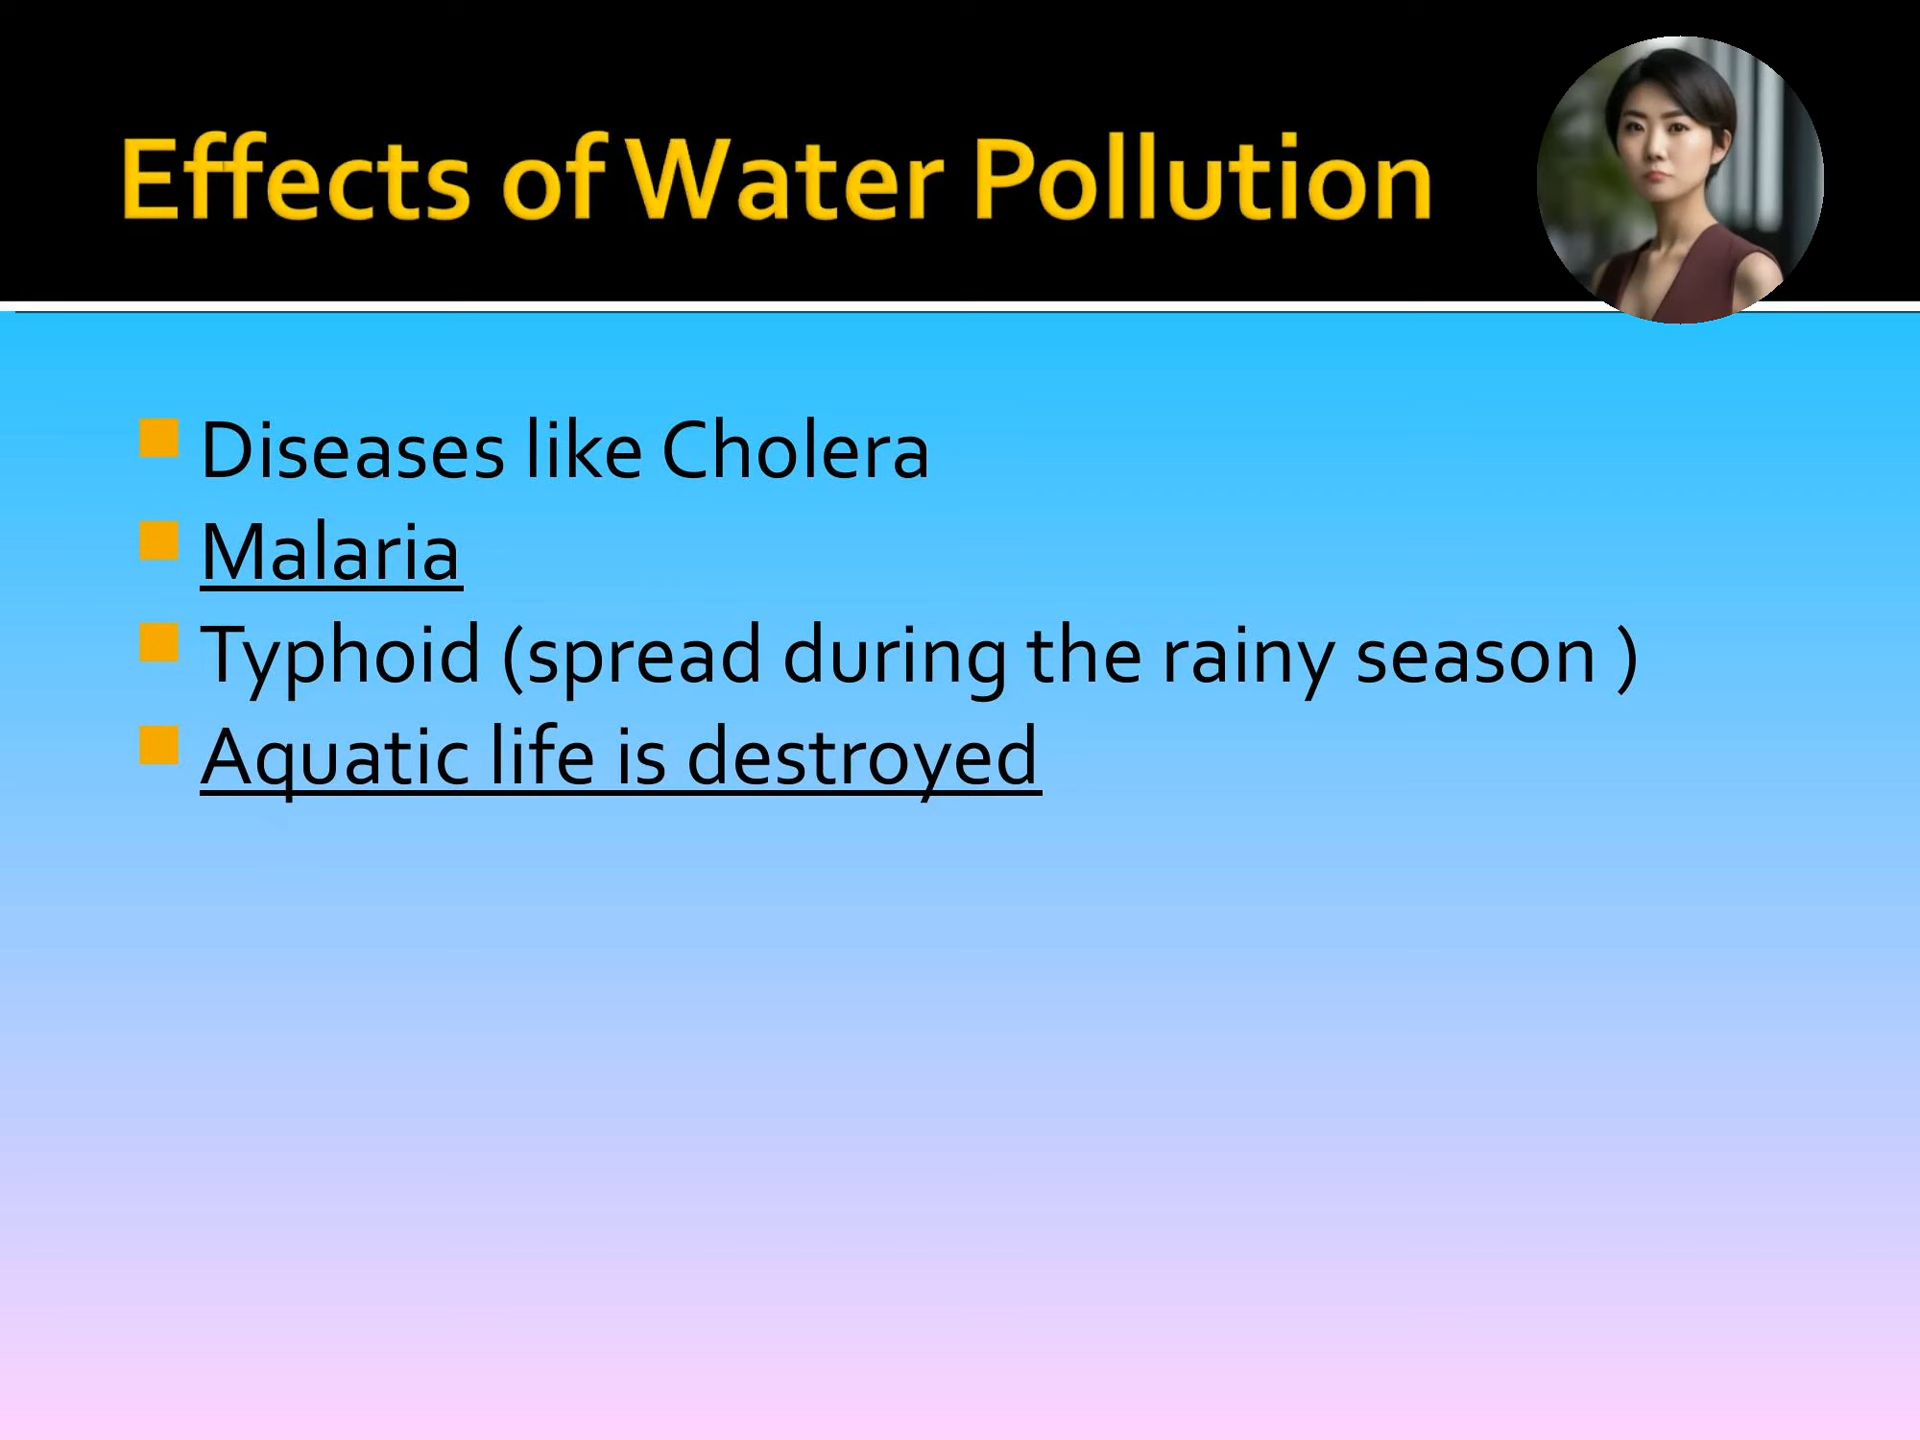 Effects of Water Pollution
Diseases like Cholera
Malaria
Typhoid (spread during the rainy season )
Aquatic life is destroyed